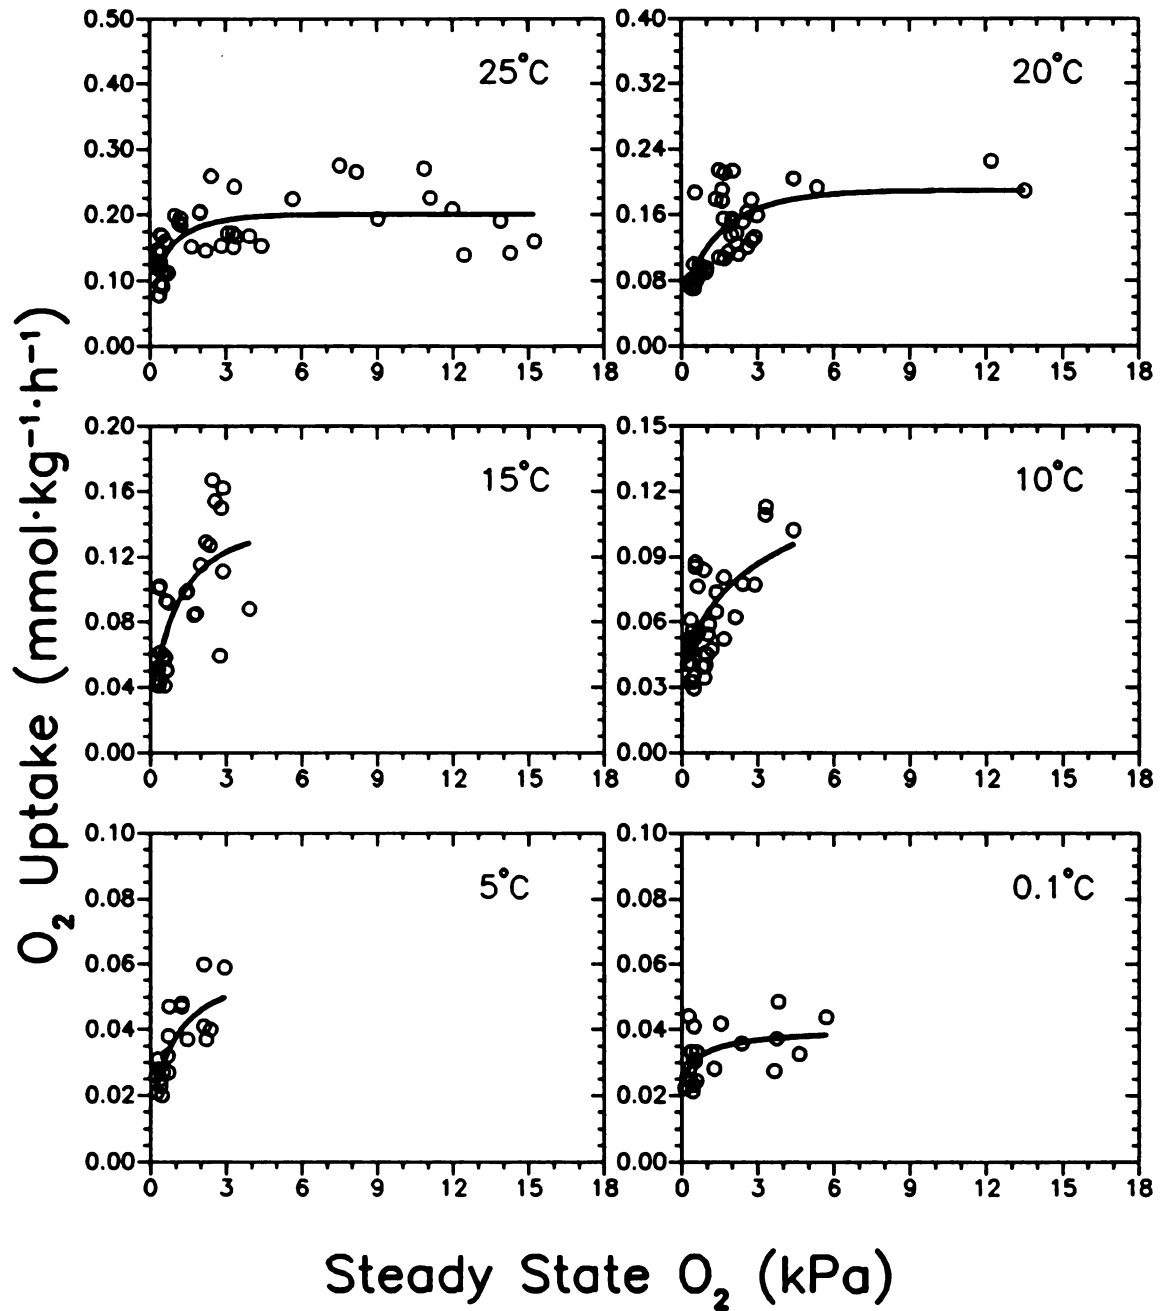 O₂ Uptake (mmol·kg⁻¹·h⁻¹)
25°C
0.50
0.40
0.30
0.20
0.10
0.00
0 3 6 9 12 15 18
20°C
0.40
0.32
0.24
0.16
0.08
0.00
0 3 6 9 12 15 18
15°C
0.20
0.16
0.12
0.08
0.04
0.00
0 3 6 9 12 15 18
10°C
0.15
0.12
0.09
0.06
0.03
0.00
0 3 6 9 12 15 18
5°C
0.10
0.08
0.06
0.04
0.02
0.00
0 3 6 9 12 15 18
0.1°C
0.10
0.08
0.06
0.04
0.02
0.00
0 3 6 9 12 15 18
Steady State O₂ (kPa)